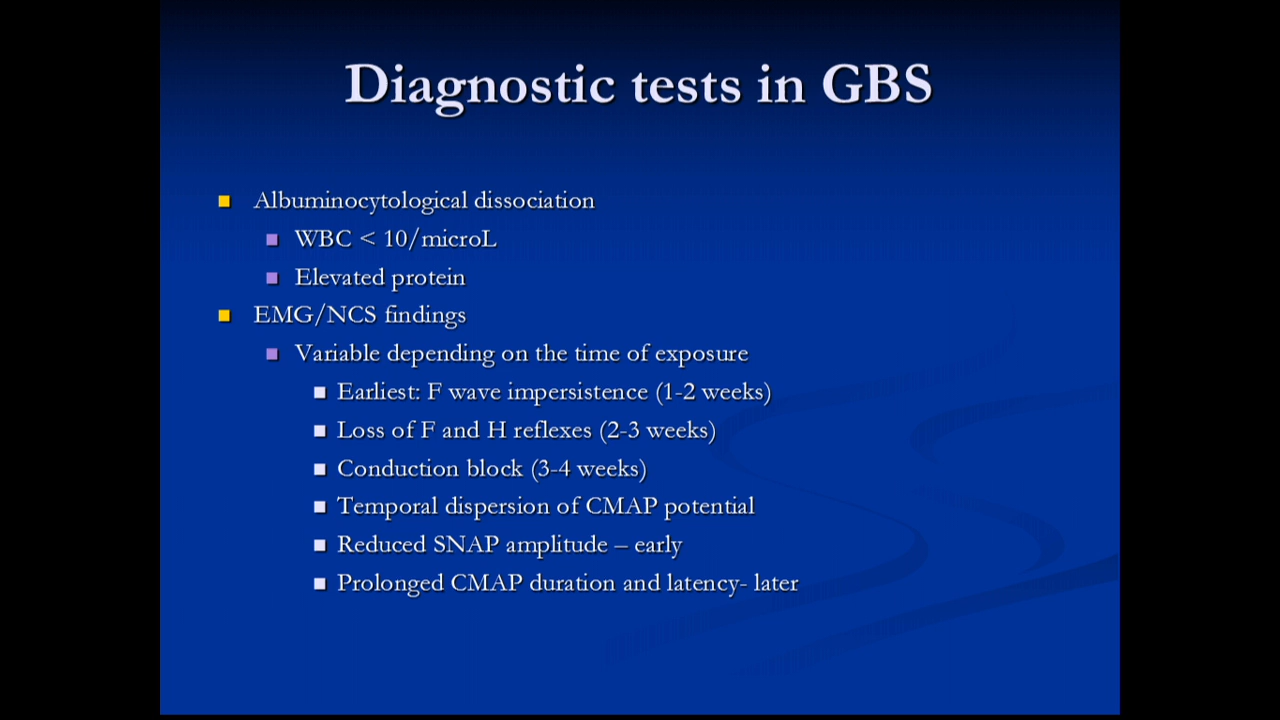 Diagnostic tests in GBS
Albuminocytological dissociation
WBC < 10/microL
Elevated protein
EMG/NCS findings
Variable depending on the time of exposure
Earliest: F wave impersistence (1-2 weeks)
Loss of F and H reflexes (2-3 weeks)
Conduction block (3-4 weeks)
Temporal dispersion of CMAP potential
Reduced SNAP amplitude – early
Prolonged CMAP duration and latency- later